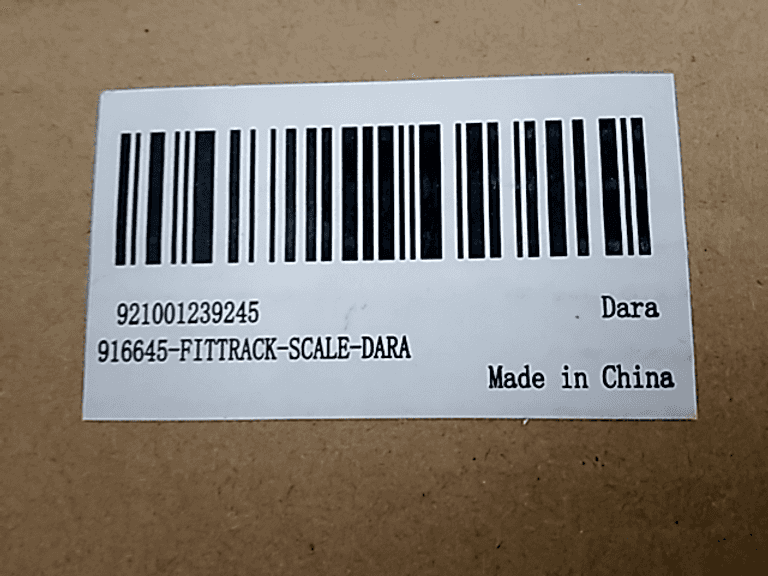 921001239245
Dara
916645-FITTRACK-SCALE-DARA
Made in China